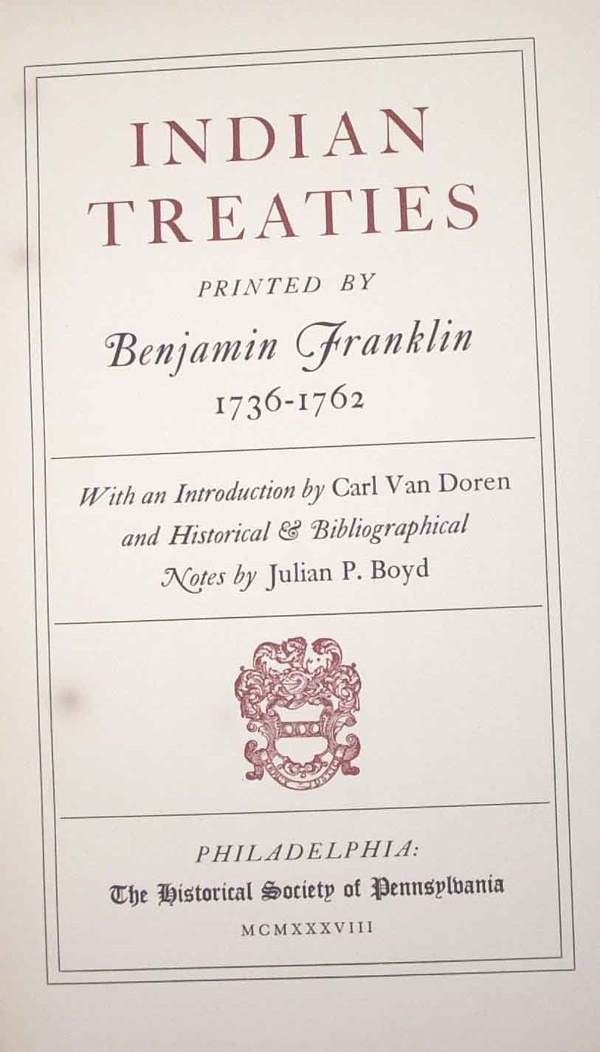 INDIAN
TREATIES
PRINTED BY
Benjamin Franklin
1736-1762
With an Introduction by Carl Van Doren
and Historical & Bibliographical
Notes by Julian P. Boyd
PHILADELPHIA:
The Historical Society of Pennsylvania
MCMXXXVIII